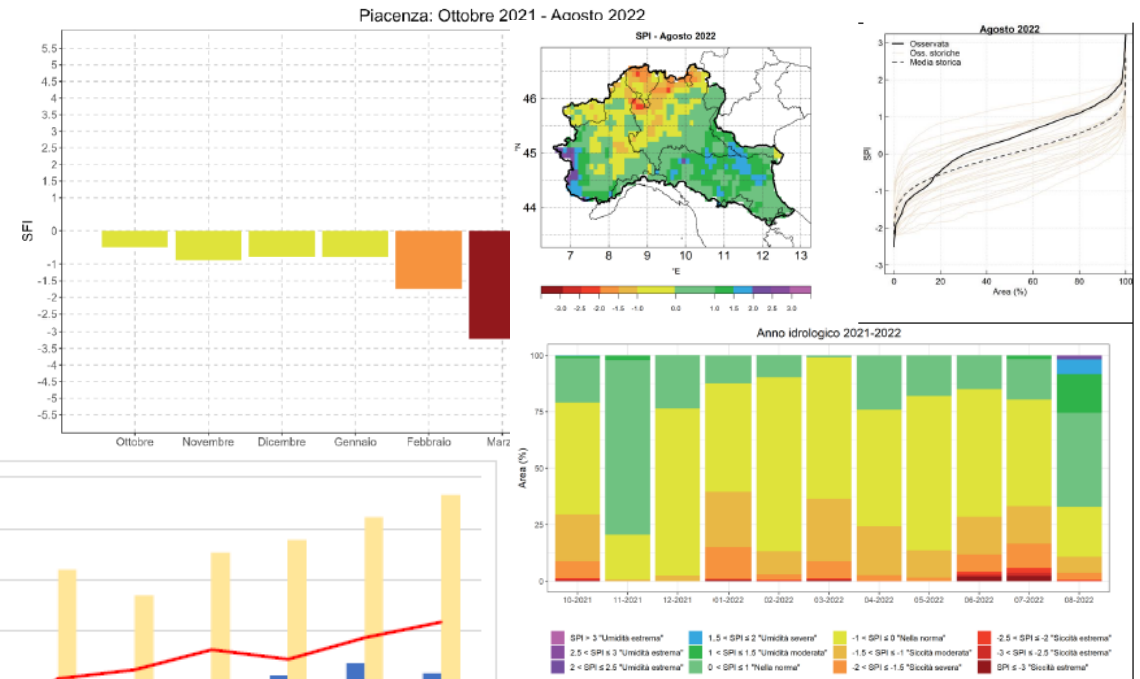 Piacenza: Ottobre 2021 - Agosto 2022
5.5
5
4.5
4
3.5
3
2.5
2
1.5
1
0
-1
-1.5
-2
-2.5
-3
-3.5
-4
-4.5
-5
-5.5
SFI
Ottobre Novembre Dicembre Gennaio Febbraio Marz
SPI - Agosto 2022
46
45
44
°N
7 8 9 10 11 12 13
°E
-3.0 -2.5 -2.0 -1.5 -1.0 0.0 1.0 1.5 2.0 2.5 3.0
Agosto 2022
Osservata
Oss. storiche
Media storica
3
2
1
0
-1
-2
-3
SPI
0 20 40 60 80 100
Area (%)
Anno idrologico 2021-2022
100
75
50
25
0
Area (%)
10-2021 11-2021 12-2021 01-2022 02-2022 03-2022 04-2022 05-2022 06-2022 07-2022 08-2022
SPI > 3 "Umidità estrema" 1.5 < SPI ≤ 2 "Umidità severa" -1 < SPI ≤ 0 "Nella norma" -2.5 < SPI ≤ -2 "Siccità estrema"
2.5 < SPI ≤ 3 "Umidità estrema" 1 < SPI ≤ 1.5 "Umidità moderata" -1.5 < SPI ≤ -1 "Siccità moderata" -3 < SPI ≤ -2.5 "Siccità estrema"
2 < SPI ≤ 2.5 "Umidità estrema" 0 < SPI ≤ 1 "Nella norma" -2 < SPI ≤ -1.5 "Siccità severa" SPI ≤ -3 "Siccità estrema"